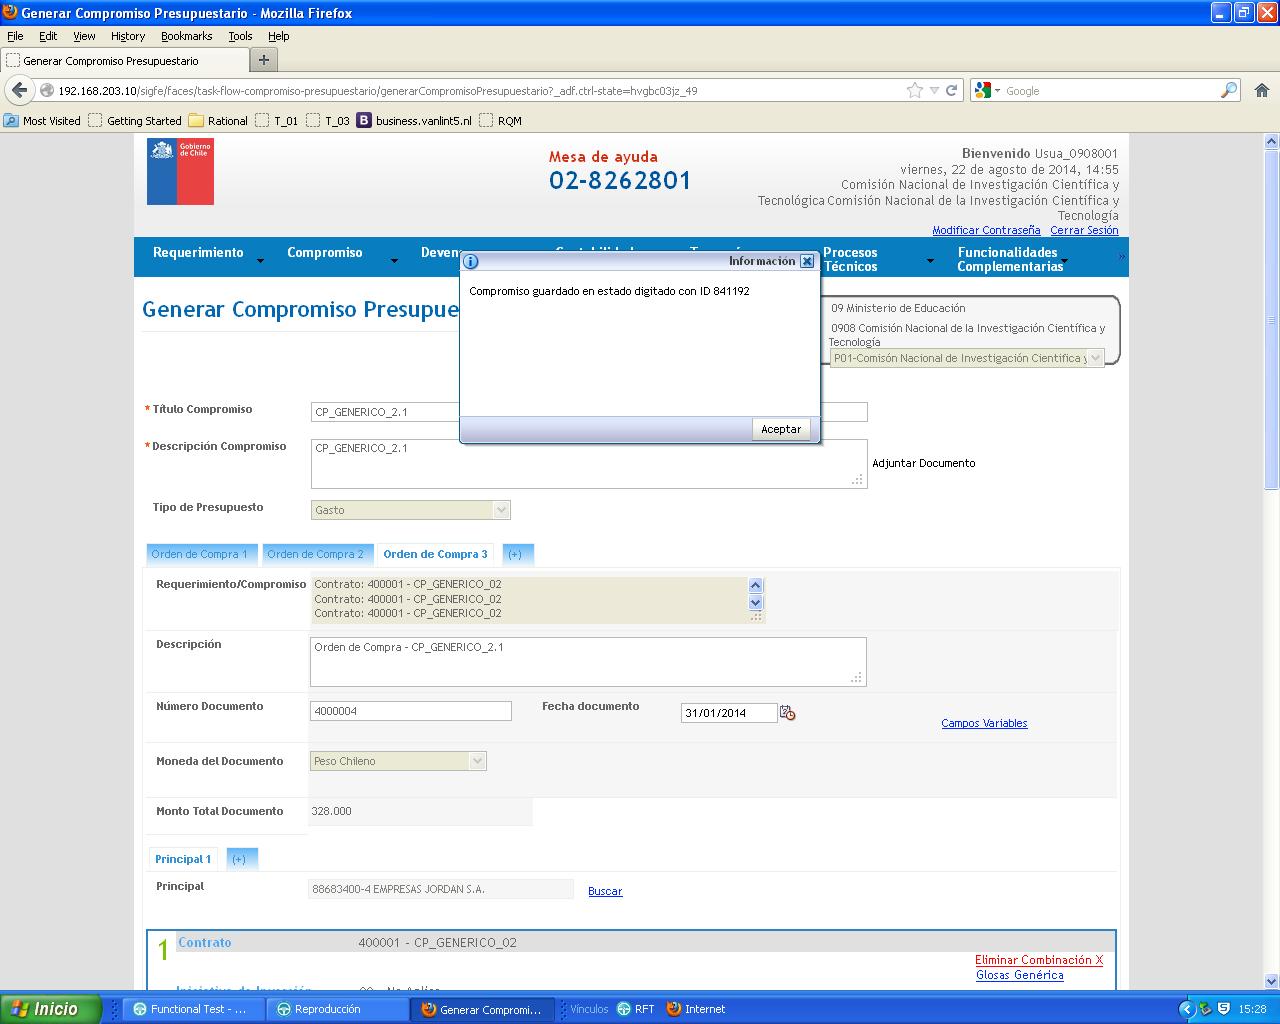 Generar Compromiso Presupuestario - Mozilla Firefox
File Edit View History Bookmarks Tools Help
Generar Compromiso Presupuestario
192.168.203.10/sigfe/faces/task-flow-compromiso-presupuestario/generarCompromisoPresupuestario?_adf.ctrl-state=hvgbc03jz_49
Google
Most Visited Getting Started Rational T_01 T_03 business.vanlint5.nl RQM
Gobierno de Chile
Mesa de ayuda
02-8262801
Bienvenido Usua_0908001
viernes, 22 de agosto de 2014, 14:55
Comisión Nacional de Investigación Científica y
Tecnológica Comisión Nacional de la Investigación Científica y
Tecnología
Modificar Contraseña Cerrar Sesión
Requerimiento Compromiso Procesos Técnicos Funcionalidades Complementarias »
Información
Compromiso guardado en estado digitado con ID 841192
Aceptar
Generar Compromiso Presupue
09 Ministerio de Educación
0908 Comisión Nacional de la Investigación Científica y
Tecnología
P01-Comisón Nacional de Investigación Cientifica y
* Título Compromiso CP_GENERICO_2.1
* Descripción Compromiso CP_GENERICO_2.1
Adjuntar Documento
Tipo de Presupuesto Gasto
Orden de Compra 1 Orden de Compra 2 Orden de Compra 3 (+)
Requerimiento/Compromiso Contrato: 400001 - CP_GENERICO_02
Contrato: 400001 - CP_GENERICO_02
Contrato: 400001 - CP_GENERICO_02
Descripción Orden de Compra - CP_GENERICO_2.1
Número Documento 4000004 Fecha documento 31/01/2014
Campos Variables
Moneda del Documento Peso Chileno
Monto Total Documento 328.000
Principal 1 (+)
Principal 88683400-4 EMPRESAS JORDAN S.A. Buscar
1 Contrato 400001 - CP_GENERICO_02
Eliminar Combinación X
Glosas Genérica
Inicio Functional Test - ... Reproducción Generar Compromi... Vínculos RFT Internet 15:28